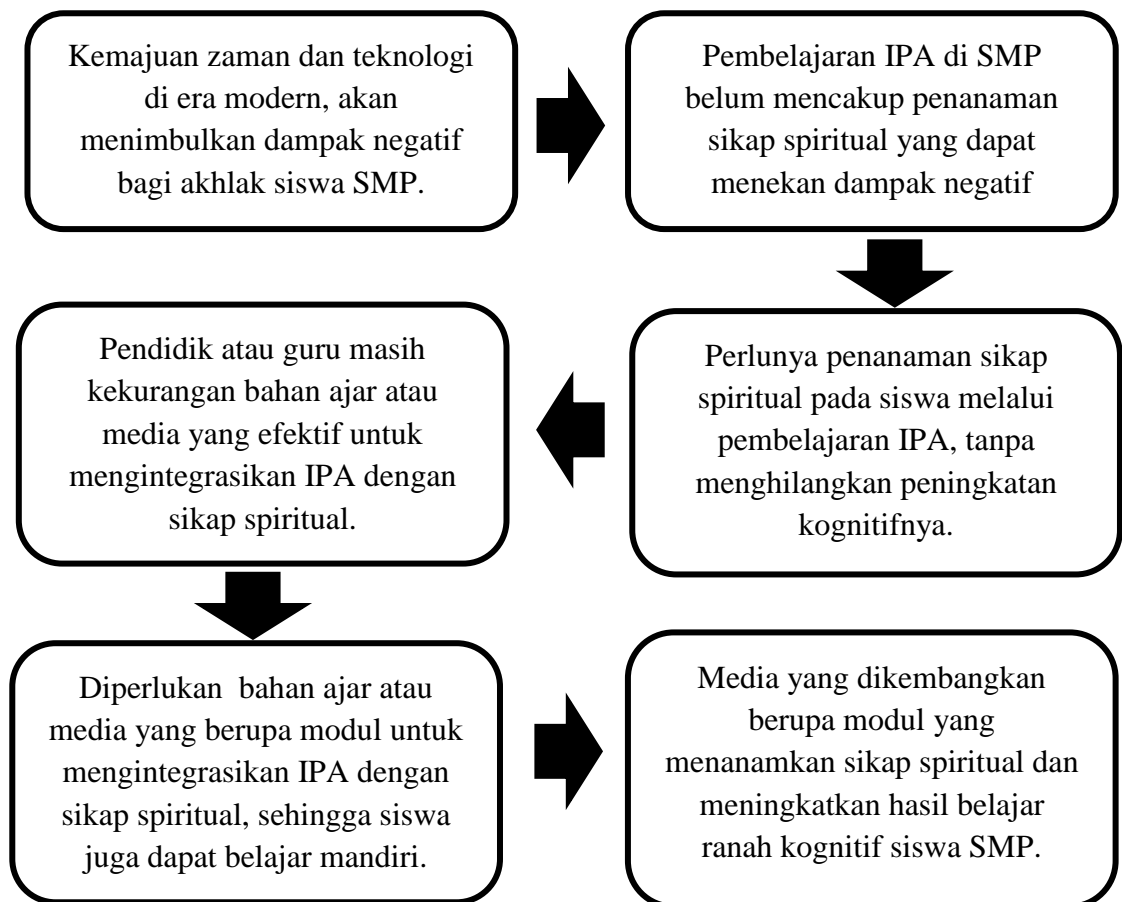 Kemajuan zaman dan teknologi
di era modern, akan
menimbulkan dampak negatif
bagi akhlak siswa SMP.
Pembelajaran IPA di SMP
belum mencakup penanaman
sikap spiritual yang dapat
menekan dampak negatif
Perlunya penanaman sikap
spiritual pada siswa melalui
pembelajaran IPA, tanpa
menghilangkan peningkatan
kognitifnya.
Pendidik atau guru masih
kekurangan bahan ajar atau
media yang efektif untuk
mengintegrasikan IPA dengan
sikap spiritual.
Diperlukan bahan ajar atau
media yang berupa modul untuk
mengintegrasikan IPA dengan
sikap spiritual, sehingga siswa
juga dapat belajar mandiri.
Media yang dikembangkan
berupa modul yang
menanamkan sikap spiritual dan
meningkatkan hasil belajar
ranah kognitif siswa SMP.